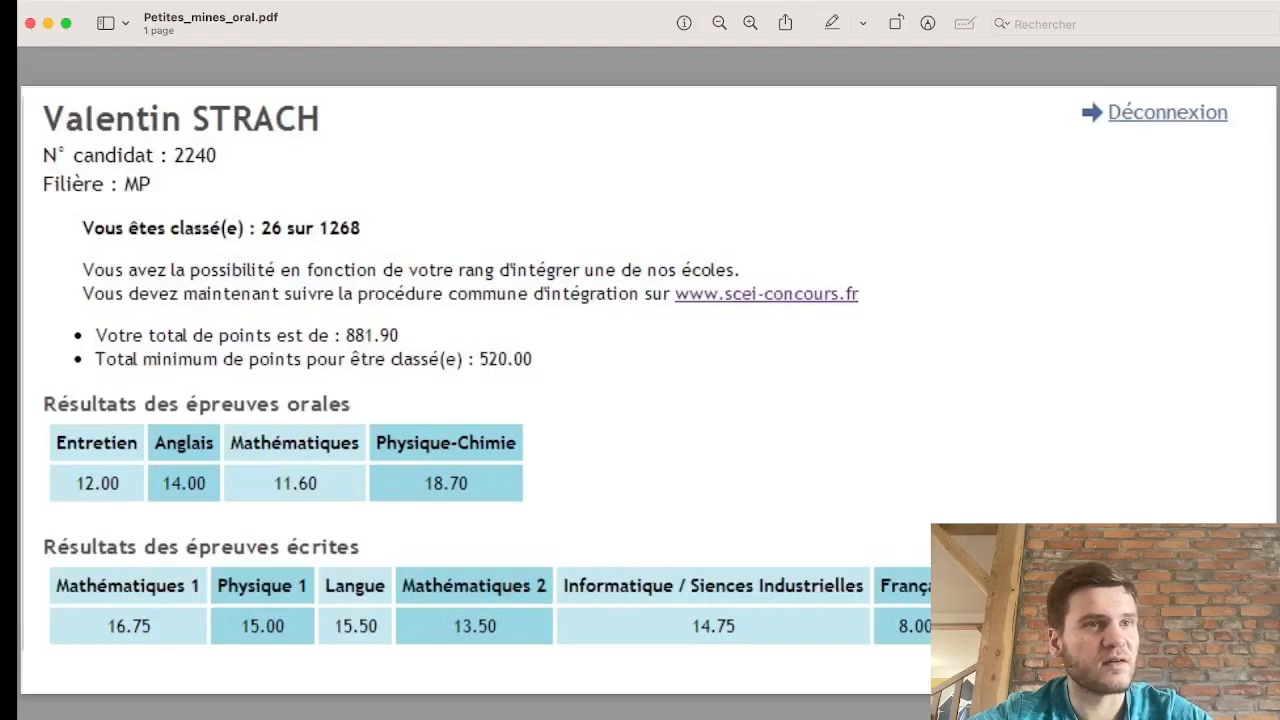 Petites_mines_oral.pdf
1 page
Rechercher
Valentin STRACH
Déconnexion
N° candidat : 2240
Filière : MP
Vous êtes classé(e) : 26 sur 1268
Vous avez la possibilité en fonction de votre rang d'intégrer une de nos écoles.
Vous devez maintenant suivre la procédure commune d'intégration sur www.scei-concours.fr
• Votre total de points est de : 881.90
• Total minimum de points pour être classé(e) : 520.00
Résultats des épreuves orales
Entretien Anglais Mathématiques Physique-Chimie
12.00 14.00 11.60 18.70
Résultats des épreuves écrites
Mathématiques 1 Physique 1 Langue Mathématiques 2 Informatique / Siences Industrielles França
16.75 15.00 15.50 13.50 14.75 8.00